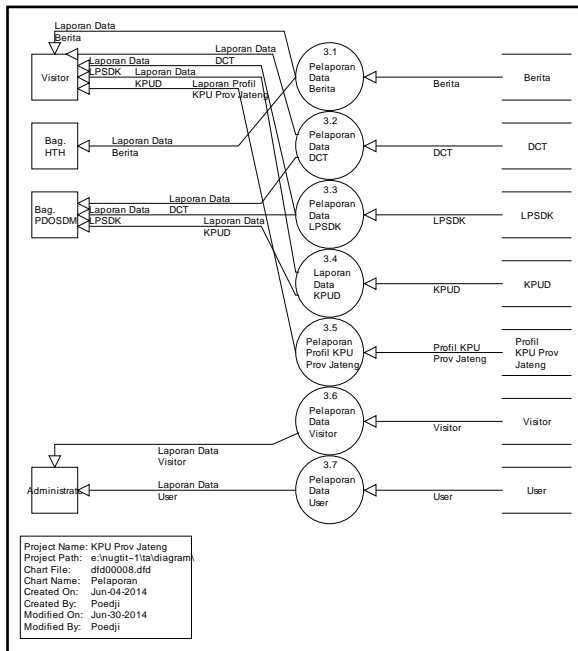 Laporan Data
Berita
Visitor
Laporan Data
DCT
Laporan Data
LPSDK
Laporan Data
KPUD
Laporan Profil
KPU Prov Jateng
3.1
Pelaporan
Data
Berita
Berita
Berita
Bag.
HTH
Laporan Data
Berita
3.2
Pelaporan
Data
DCT
DCT
DCT
Bag.
PDOSDM
Laporan Data
DCT
Laporan Data
LPSDK
Laporan Data
KPUD
3.3
Pelaporan
Data
LPSDK
LPSDK
LPSDK
3.4
Laporan
Data
KPUD
KPUD
KPUD
3.5
Pelaporan
Profil KPU
Prov Jateng
Profil KPU
Prov Jateng
Profil
KPU Prov
Jateng
3.6
Pelaporan
Data
Visitor
Visitor
Visitor
Laporan Data
Visitor
Administrato
Laporan Data
User
3.7
Pelaporan
Data
User
User
User
Project Name: KPU Prov Jateng
Project Path: e:\nugtit~1\ta\diagram\
Chart File: dfd00008.dfd
Chart Name: Pelaporan
Created On: Jun-04-2014
Created By: Poedji
Modified On: Jun-30-2014
Modified By: Poedji